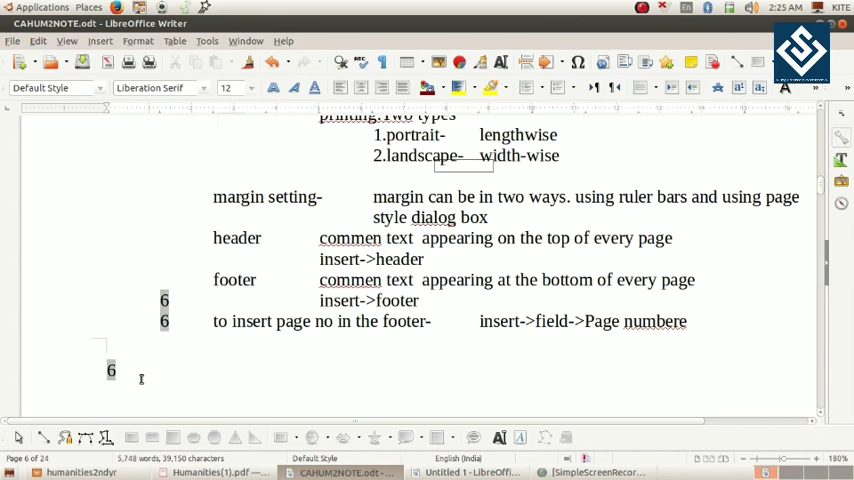 Applications Places 2:25 AM KITE
CAHUM2NOTE.odt - LibreOffice Writer
File Edit View Insert Format Table Tools Window Help
Default Style Liberation Serif 12
printing.Two types
1.portrait- lengthwise
2.landscape- width-wise
margin setting- margin can be in two ways. using ruler bars and using page
style dialog box
header commen text appearing on the top of every page
insert->header
footer commen text appearing at the bottom of every page
6 insert->footer
6 to insert page no in the footer- insert->field->Page numbere
6
Page 6 of 24 5,748 words, 39,150 characters Default Style English (India) 180%
humanities2ndyr Humanities(1).pdf —... CAHUM2NOTE.odt -... Untitled 1 - LibreOff... [SimpleScreenRecor...